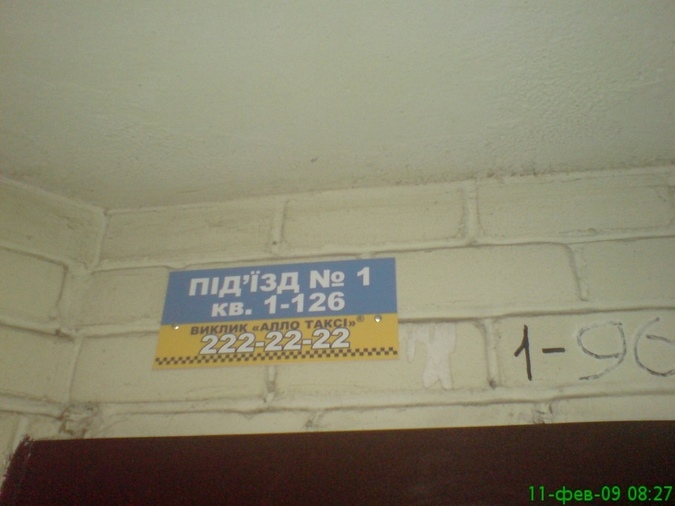 ПІД’ЇЗД № 1
кв. 1-126
ВИКЛИК «АЛЛО ТАКСІ»®
222-22-22
1-96
11-фев-09 08:27